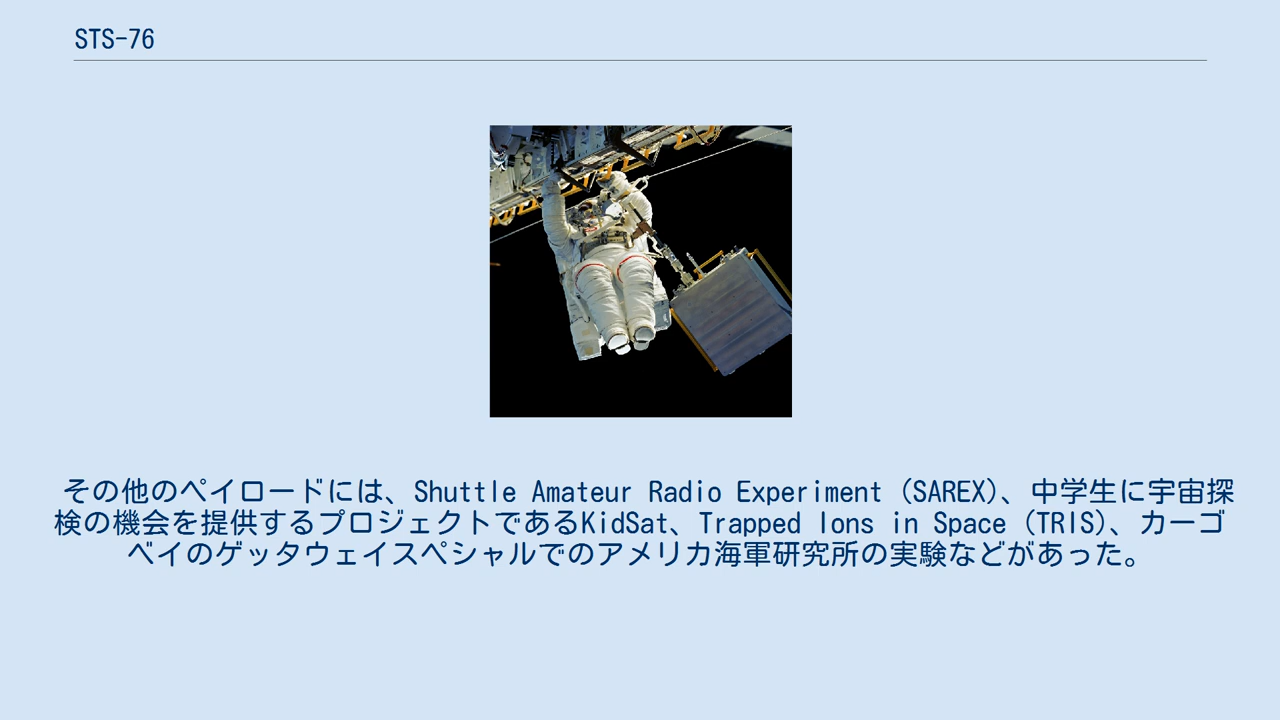 STS-76
その他のペイロードには、Shuttle Amateur Radio Experiment (SAREX)、中学生に宇宙探
検の機会を提供するプロジェクトであるKidSat、Trapped Ions in Space (TRIS)、カーゴ
ベイのゲッタウェイスペシャルでのアメリカ海軍研究所の実験などがあった。